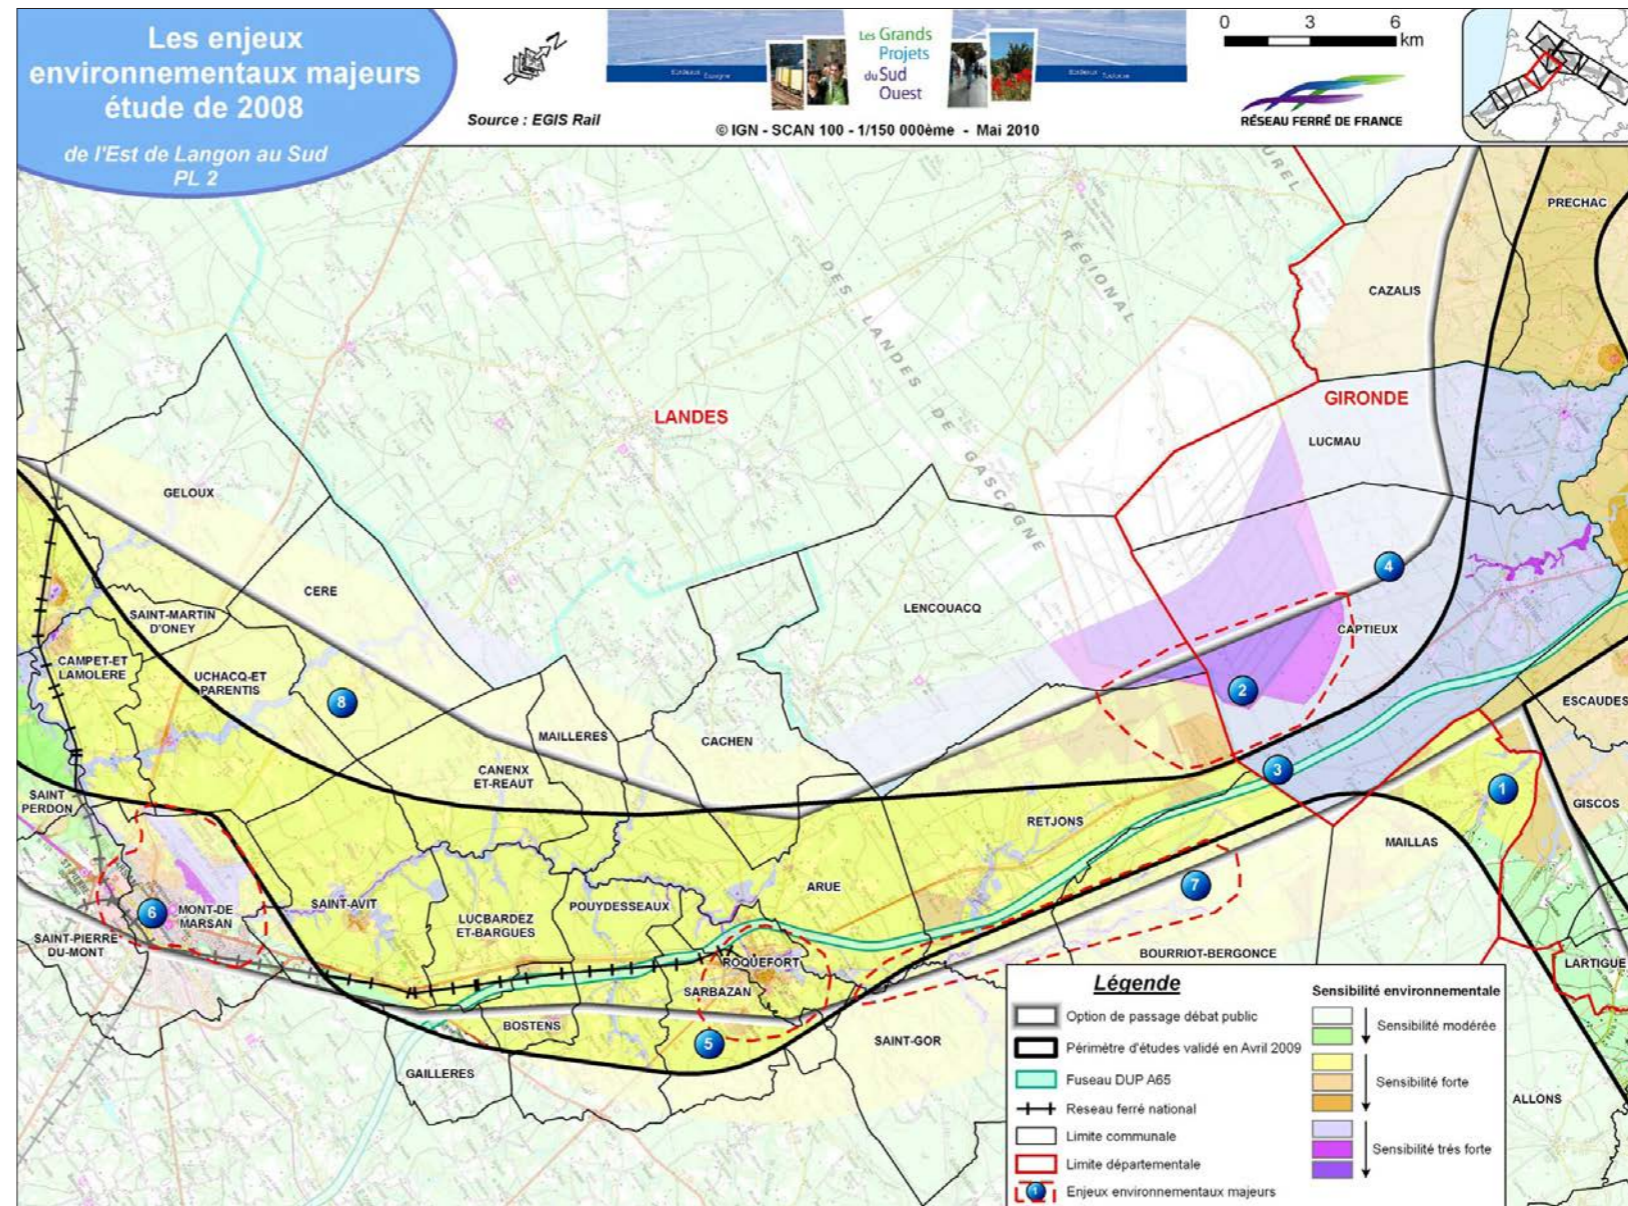 Les enjeux
environnementaux majeurs
étude de 2008
de l'Est de Langon au Sud
PL 2
N
Source : EGIS Rail
Les Grands
Projets
du Sud
Ouest
Bordeaux
Espagne
Bordeaux
Toulouse
© IGN - SCAN 100 - 1/150 000ème - Mai 2010
0 3 6
km
RÉSEAU FERRÉ DE FRANCE
PRECHAC
CAZALIS
RÉGIONAL
DES LANDES DE GASCOGNE
LANDES
GIRONDE
LUCMAU
GELOUX
CERE
4
LENCOUACQ
CAPTIEUX
SAINT-MARTIN
D'ONEY
CAMPET-ET
LAMOLERE
UCHACQ-ET
PARENTIS
8
2
ESCAUDES
MAILLERES
CACHEN
CANENX
ET-REAUT
3
1
SAINT
PERDON
GISCOS
RETJONS
MAILLAS
ARUE
7
SAINT-AVIT
POUYDESSEAUX
6
MONT-DE
MARSAN
LUCBARDEZ
ET-BARGUES
SAINT-PIERRE
DU-MONT
BOURRIOT-BERGONCE
ROQUEFORT
LARTIGUE
SARBAZAN
BOSTENS
5
SAINT-GOR
GAILLERES
ALLONS
Légende
Option de passage débat public
Périmètre d'études validé en Avril 2009
Fuseau DUP A65
Reseau ferré national
Limite communale
Limite départementale
1 Enjeux environnementaux majeurs
Sensibilité environnementale
Sensibilité modérée
Sensibilité forte
Sensibilité trés forte